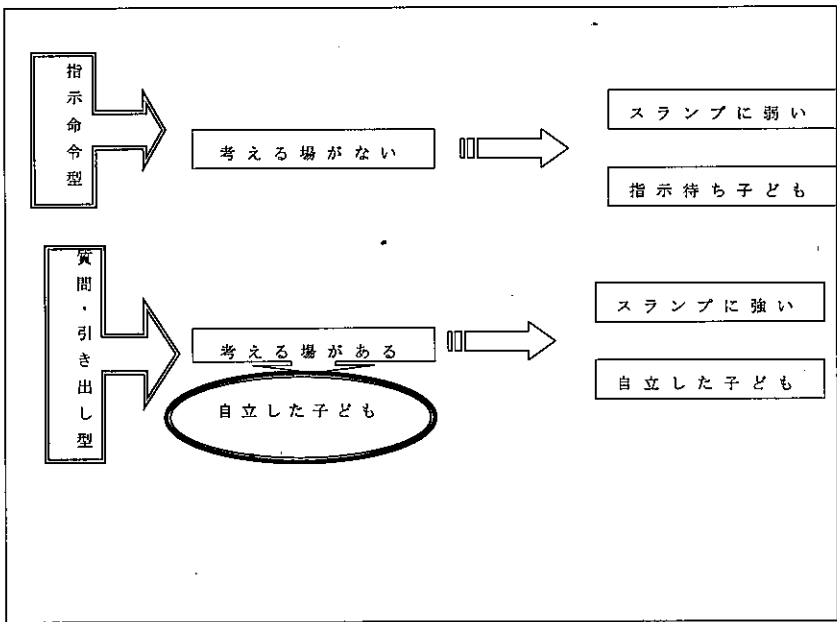 指示命令型
考える場がない
スランプに弱い
指示待ち子ども
質問・引き出し型
考える場がある
自立した子ども
スランプに強い
自立した子ども